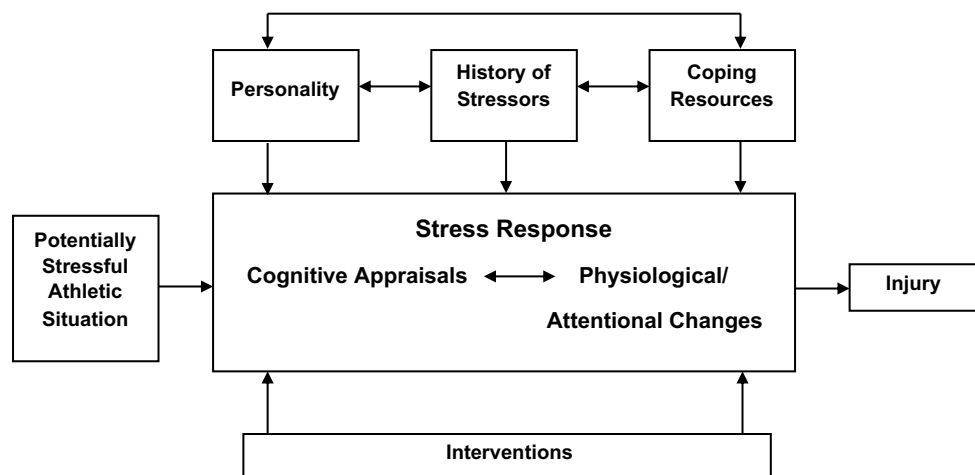 Personality
History of
Stressors
Coping
Resources
Potentially
Stressful
Athletic
Situation
Stress Response
Cognitive Appraisals
Physiological/
Attentional Changes
Injury
Interventions